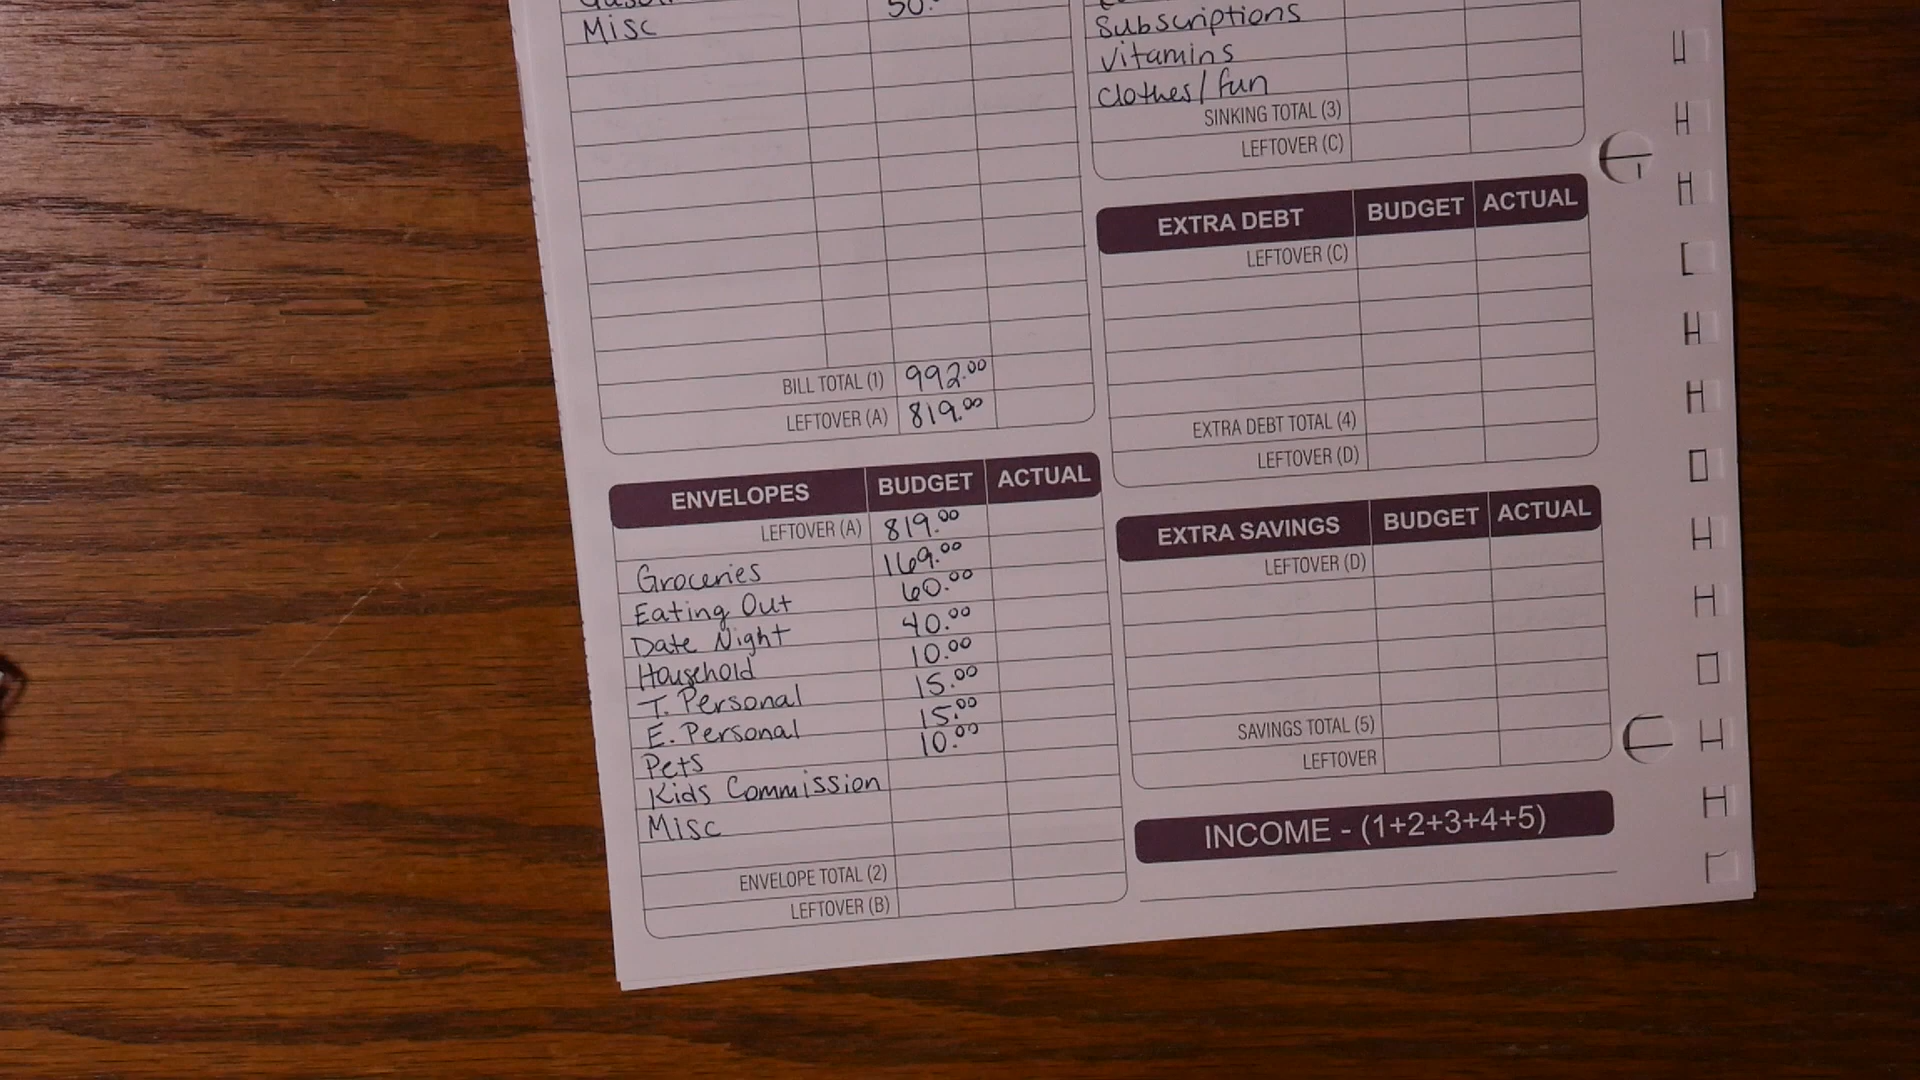 Misc
50.
BILL TOTAL (1) 992.00
LEFTOVER (A) 819.00
ENVELOPES BUDGET ACTUAL
LEFTOVER (A) 819.00
Groceries 169.00
Eating Out 60.00
Date Night 40.00
Household 10.00
T. Personal 15.00
E. Personal 15.00
Pets 10.00
Kids Commission
Misc
ENVELOPE TOTAL (2)
LEFTOVER (B)
Subscriptions
Vitamins
Clothes/fun
SINKING TOTAL (3)
LEFTOVER (C)
EXTRA DEBT BUDGET ACTUAL
LEFTOVER (C)
EXTRA DEBT TOTAL (4)
LEFTOVER (D)
EXTRA SAVINGS BUDGET ACTUAL
LEFTOVER (D)
SAVINGS TOTAL (5)
LEFTOVER
INCOME - (1+2+3+4+5)